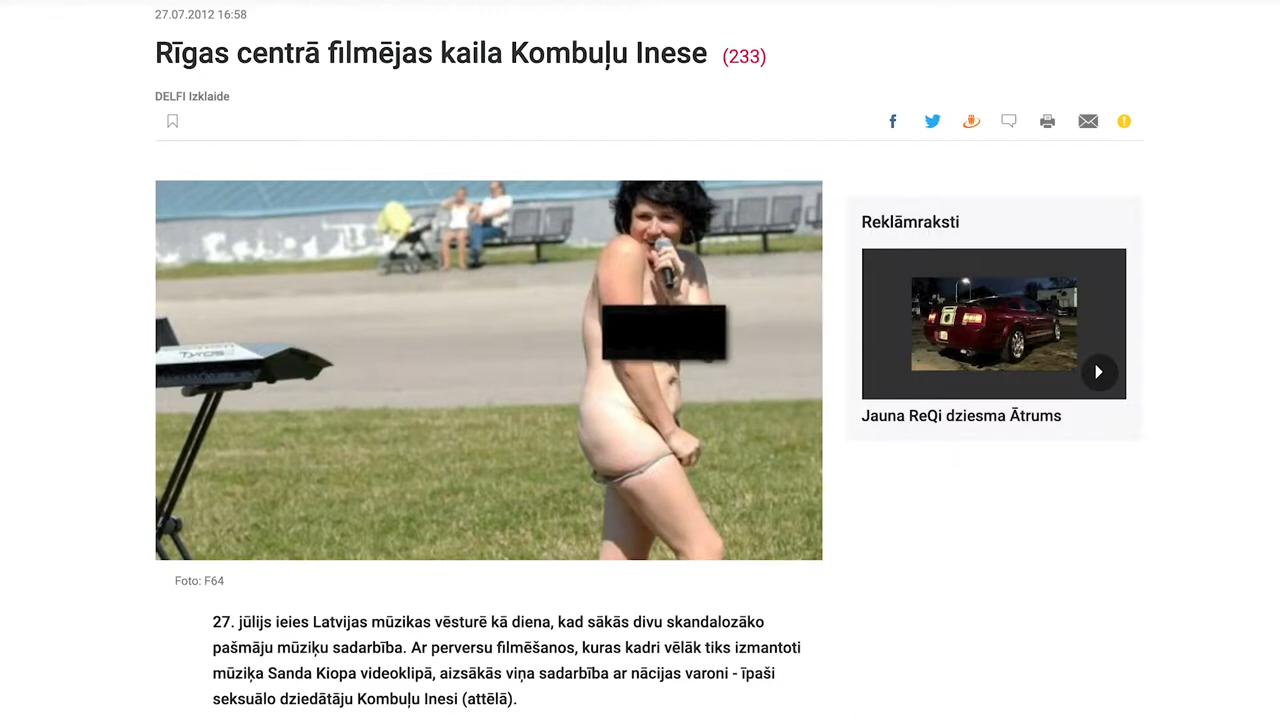 27.07.2012 16:58
Rīgas centrā filmējas kaila Kombuļu Inese (233)
DELFI Izklaide
Reklāmraksti
Tyros
Jauna ReQi dziesma Ātrums
Foto: F64
27. jūlijs ieies Latvijas mūzikas vēsturē kā diena, kad sākās divu skandalozāko
pašmāju mūziķu sadarbība. Ar perversu filmēšanos, kuras kadri vēlāk tiks izmantoti
mūziķa Sanda Kiopa videoklipā, aizsākās viņa sadarbība ar nācijas varoni - īpaši
seksuālo dziedātāju Kombuļu Inesi (attēlā).